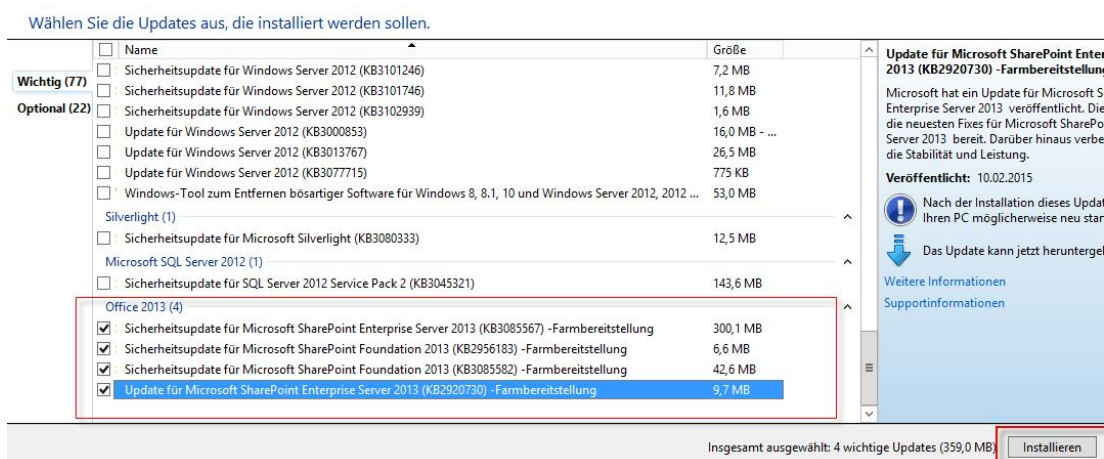 Wählen Sie die Updates aus, die installiert werden sollen.
Wichtig (77)
Optional (22)
Name Größe
Sicherheitsupdate für Windows Server 2012 (KB3101246) 7,2 MB
Sicherheitsupdate für Windows Server 2012 (KB3101746) 11,8 MB
Sicherheitsupdate für Windows Server 2012 (KB3102939) 1,6 MB
Update für Windows Server 2012 (KB3000853) 16,0 MB - ...
Update für Windows Server 2012 (KB3013767) 26,5 MB
Update für Windows Server 2012 (KB3077715) 775 KB
Windows-Tool zum Entfernen bösartiger Software für Windows 8, 8.1, 10 und Windows Server 2012, 2012 ... 53,0 MB
Silverlight (1)
Sicherheitsupdate für Microsoft Silverlight (KB3080333) 12,5 MB
Microsoft SQL Server 2012 (1)
Sicherheitsupdate für SQL Server 2012 Service Pack 2 (KB3045321) 143,6 MB
Office 2013 (4)
Sicherheitsupdate für Microsoft SharePoint Enterprise Server 2013 (KB3085567) -Farmbereitstellung 300,1 MB
Sicherheitsupdate für Microsoft SharePoint Foundation 2013 (KB2956183) -Farmbereitstellung 6,6 MB
Sicherheitsupdate für Microsoft SharePoint Foundation 2013 (KB3085582) -Farmbereitstellung 42,6 MB
Update für Microsoft SharePoint Enterprise Server 2013 (KB2920730) -Farmbereitstellung 9,7 MB
Update für Microsoft SharePoint Enter
2013 (KB2920730) -Farmbereitstellung
Microsoft hat ein Update für Microsoft S
Enterprise Server 2013 veröffentlicht. Die
die neuesten Fixes für Microsoft SharePo
Server 2013 bereit. Darüber hinaus verbe
die Stabilität und Leistung.
Veröffentlicht: 10.02.2015
Nach der Installation dieses Updat
Ihren PC möglicherweise neu star
Das Update kann jetzt heruntergel
Weitere Informationen
Supportinformationen
Insgesamt ausgewählt: 4 wichtige Updates (359,0 MB)
Installieren